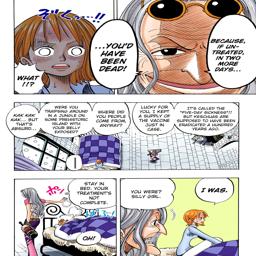 BECAUSE,
IF UN-
TREATED,
IN TWO
MORE
DAYS...
...YOU'D
HAVE BEEN
DEAD!
WHAT
!!?
IT'S CALLED THE
"FIVE-DAY SICKNESS"!
BUT KESCHIAS ARE
SUPPOSED TO HAVE BEEN
ERADICATED A HUNDRED
YEARS AGO.
LUCKY FOR
YOU, I KEPT
A SUPPLY OF
THE VACCINE
JUST IN
CASE.
WHERE DID
YOU PEOPLE
COME FROM,
ANYWAY?
WERE YOU
TRAIPSING AROUND
IN A JUNGLE ON
SOME PREHISTORIC
ISLAND WITH
YOUR BELLY
EXPOSED?
KAK KAK
KAK... BUT
THAT'S
ABSURD...
I WAS.
YOU WERE?
SILLY GIRL.
STAY IN
BED. YOUR
TREATMENT'S
NOT
COMPLETE.
OH!